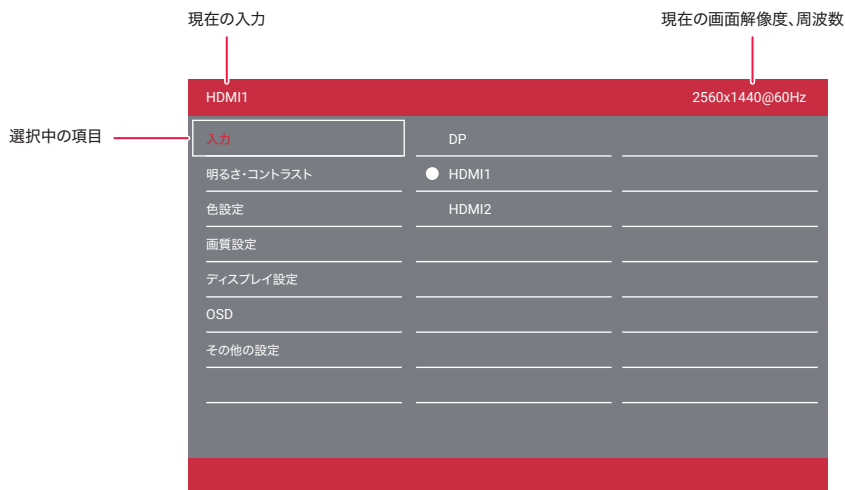 現在の入力
現在の画面解像度、周波数
HDMI1
2560x1440@60Hz
選択中の項目
入力
DP
明るさ・コントラスト
HDMI1
色設定
HDMI2
画質設定
ディスプレイ設定
OSD
その他の設定